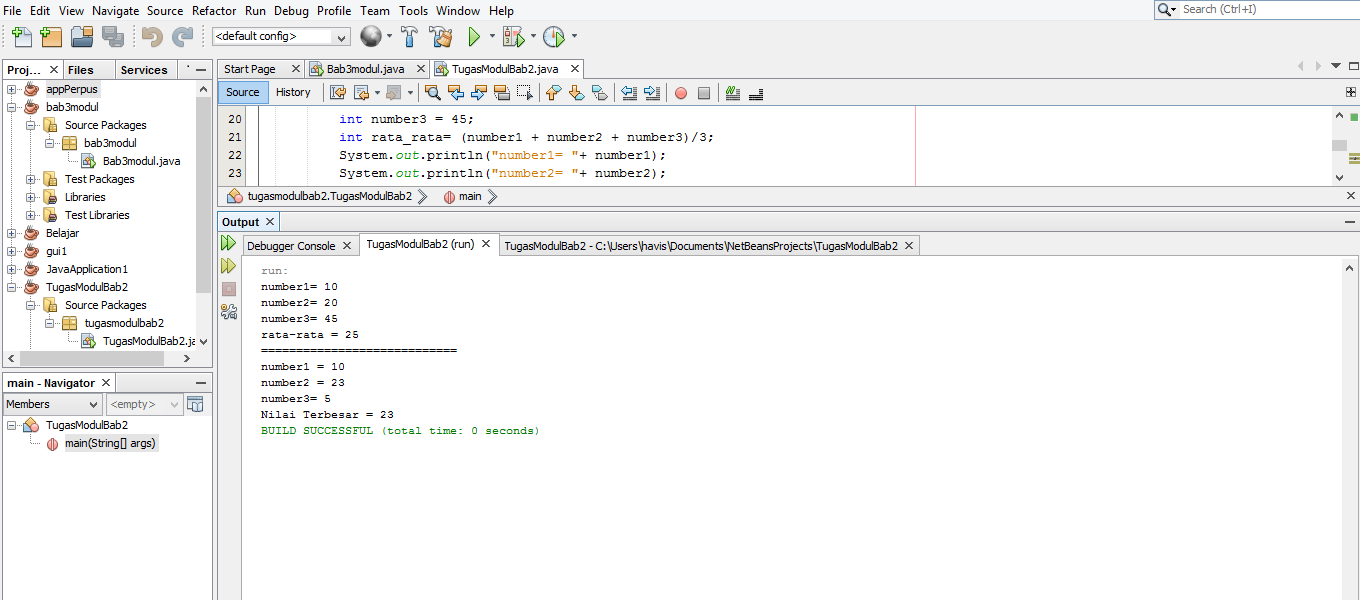 File Edit View Navigate Source Refactor Run Debug Profile Team Tools Window Help
Search (Ctrl+I)
<default config>
Proj... Files Services
appPerpus
bab3modul
Source Packages
bab3modul
Bab3modul.java
Test Packages
Libraries
Test Libraries
Belajar
gui1
JavaApplication1
TugasModulBab2
Source Packages
tugasmodulbab2
TugasModulBab2.ja
main - Navigator
Members
<empty>
TugasModulBab2
main(String[] args)
Start Page Bab3modul.java TugasModulBab2.java
Source History
20 int number3 = 45;
21 int rata_rata= (number1 + number2 + number3)/3;
22 System.out.println("number1= "+ number1);
23 System.out.println("number2= "+ number2);
tugasmodulbab2.TugasModulBab2 main
Output
Debugger Console TugasModulBab2 (run) TugasModulBab2 - C:\Users\havis\Documents\NetBeansProjects\TugasModulBab2
run:
number1= 10
number2= 20
number3= 45
rata-rata = 25
============================
number1 = 10
number2 = 23
number3= 5
Nilai Terbesar = 23
BUILD SUCCESSFUL (total time: 0 seconds)